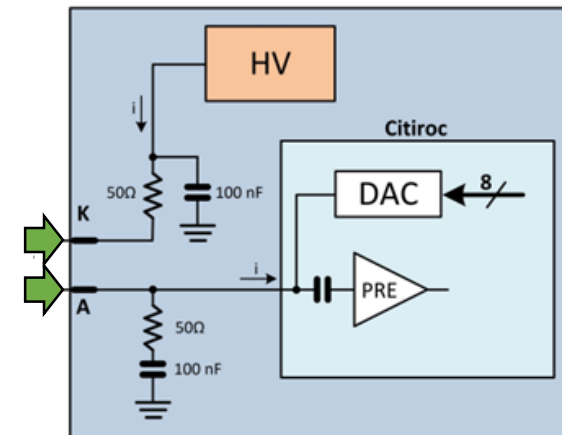 HV
i
Citiroc
50Ω
100 nF
DAC
8
K
i
PRE
A
50Ω
100 nF